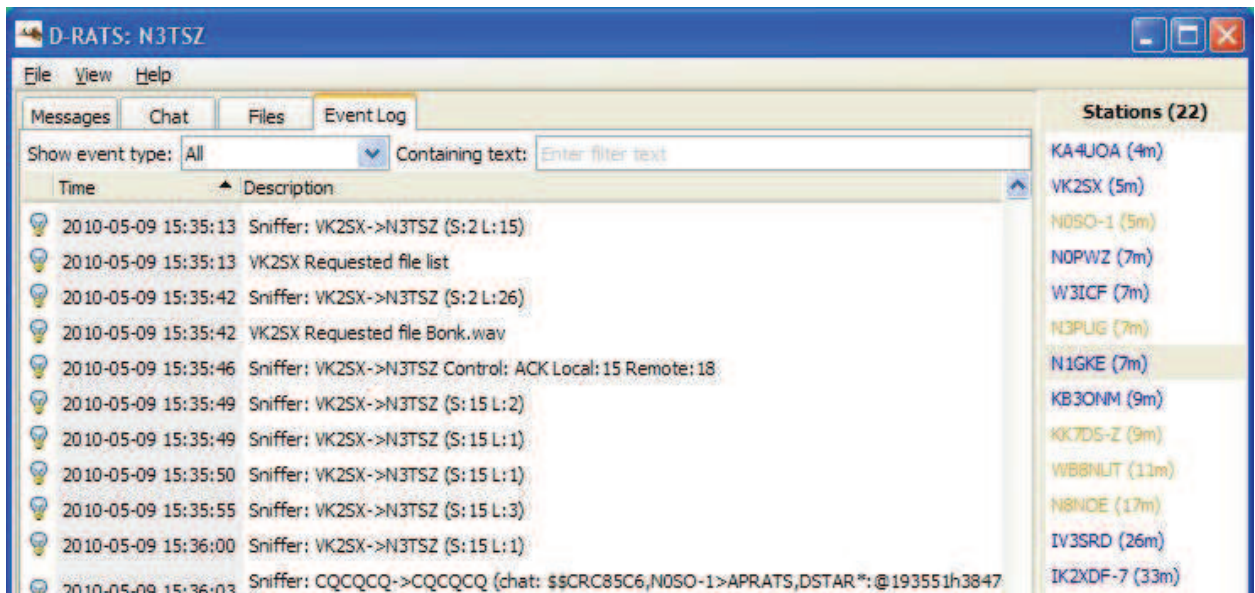 D-RATS: N3TSZ
File View Help
Messages Chat Files Event Log
Show event type: All Containing text: Enter filter text
Time Description
2010-05-09 15:35:13 Sniffer: VK2SX->N3TSZ (S:2 L:15)
2010-05-09 15:35:13 VK2SX Requested file list
2010-05-09 15:35:42 Sniffer: VK2SX->N3TSZ (S:2 L:26)
2010-05-09 15:35:42 VK2SX Requested file Bonk.wav
2010-05-09 15:35:46 Sniffer: VK2SX->N3TSZ Control: ACK Local:15 Remote:18
2010-05-09 15:35:49 Sniffer: VK2SX->N3TSZ (S:15 L:2)
2010-05-09 15:35:49 Sniffer: VK2SX->N3TSZ (S:15 L:1)
2010-05-09 15:35:50 Sniffer: VK2SX->N3TSZ (S:15 L:1)
2010-05-09 15:35:55 Sniffer: VK2SX->N3TSZ (S:15 L:3)
2010-05-09 15:36:00 Sniffer: VK2SX->N3TSZ (S:15 L:1)
2010-05-09 15:36:03 Sniffer: CQCQCQ->CQCQCQ (chat: $$CRC85C6,N0SO-1>APRATS,DSTAR*:@193551h3847
Stations (22)
KA4UOA (4m)
VK2SX (5m)
N0SO-1 (5m)
N0PWZ (7m)
W3ICF (7m)
N3PUG (7m)
N1GKE (7m)
KB3ONM (9m)
KK7DS-Z (9m)
WB8NUT (11m)
N8NOE (17m)
IV3SRD (26m)
IK2XDF-7 (33m)